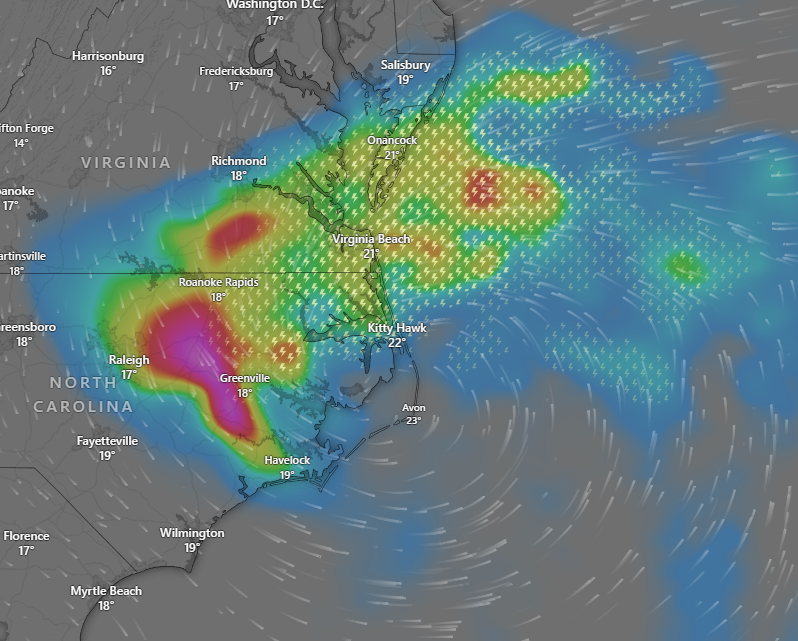 Washington D.C.
17°
Harrisonburg
16°
Fredericksburg
17°
Salisbury
19°
ifton Forge
14°
Onancock
21°
VIRGINIA
Richmond
18°
oanoke
17°
Virginia Beach
21°
artinsville
18°
Roanoke Rapids
18°
reensboro
18°
Kitty Hawk
22°
Raleigh
17°
Greenville
18°
NORTH
CAROLINA
Avon
23°
Fayetteville
19°
Havelock
19°
Florence
17°
Wilmington
19°
Myrtle Beach
18°